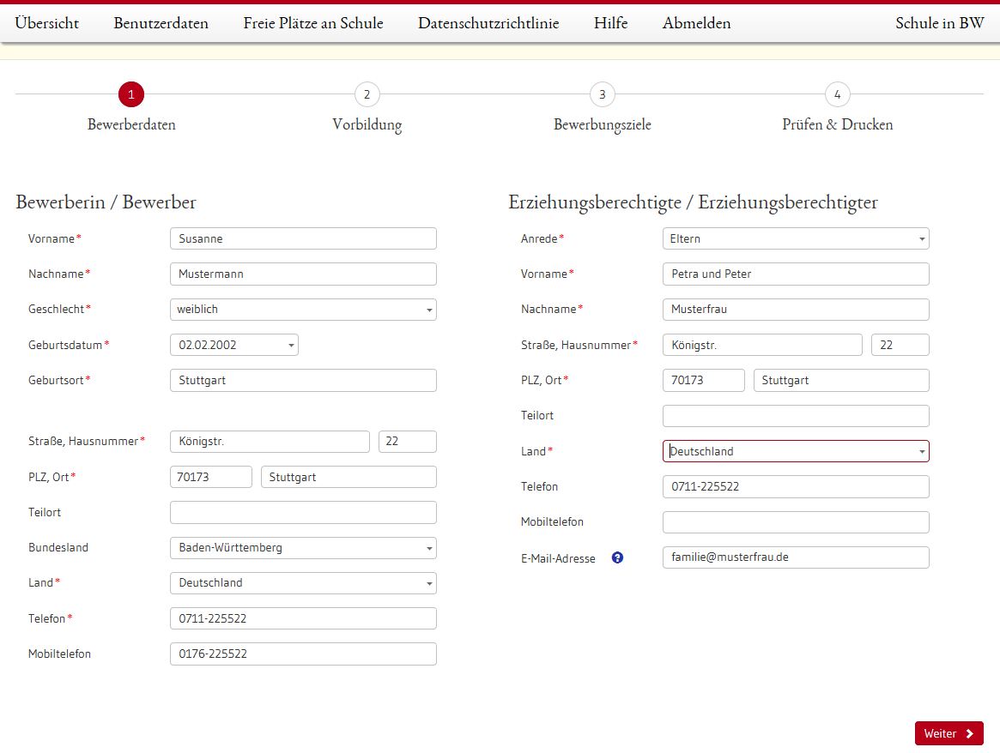 Übersicht Benutzerdaten Freie Plätze an Schule Datenschutzrichtlinie Hilfe Abmelden Schule in BW
1 2 3 4
Bewerberdaten Vorbildung Bewerbungsziele Prüfen & Drucken
Bewerberin / Bewerber
Vorname* Susanne
Nachname* Mustermann
Geschlecht* weiblich
Geburtsdatum* 02.02.2002
Geburtsort* Stuttgart
Straße, Hausnummer* Königstr. 22
PLZ, Ort* 70173 Stuttgart
Teilort
Bundesland Baden-Württemberg
Land* Deutschland
Telefon* 0711-225522
Mobiltelefon 0176-225522
Erziehungsberechtigte / Erziehungsberechtigter
Anrede* Eltern
Vorname* Petra und Peter
Nachname* Musterfrau
Straße, Hausnummer* Königstr. 22
PLZ, Ort* 70173 Stuttgart
Teilort
Land* Deutschland
Telefon 0711-225522
Mobiltelefon
E-Mail-Adresse ? familie@musterfrau.de
Weiter